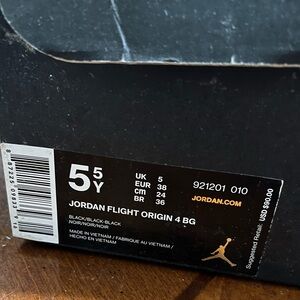 5 5
Y
UK 5
EUR 38
CM 24
BR 36
921201 010
JORDAN.COM
JORDAN FLIGHT ORIGIN 4 BG
BLACK/BLACK-BLACK
NOIR/NOIR/NOIR
MADE IN VIETNAM / FABRIQUE AU VIETNAM /
HECHO EN VIETNAM
Suggested Retail: USD $90.00